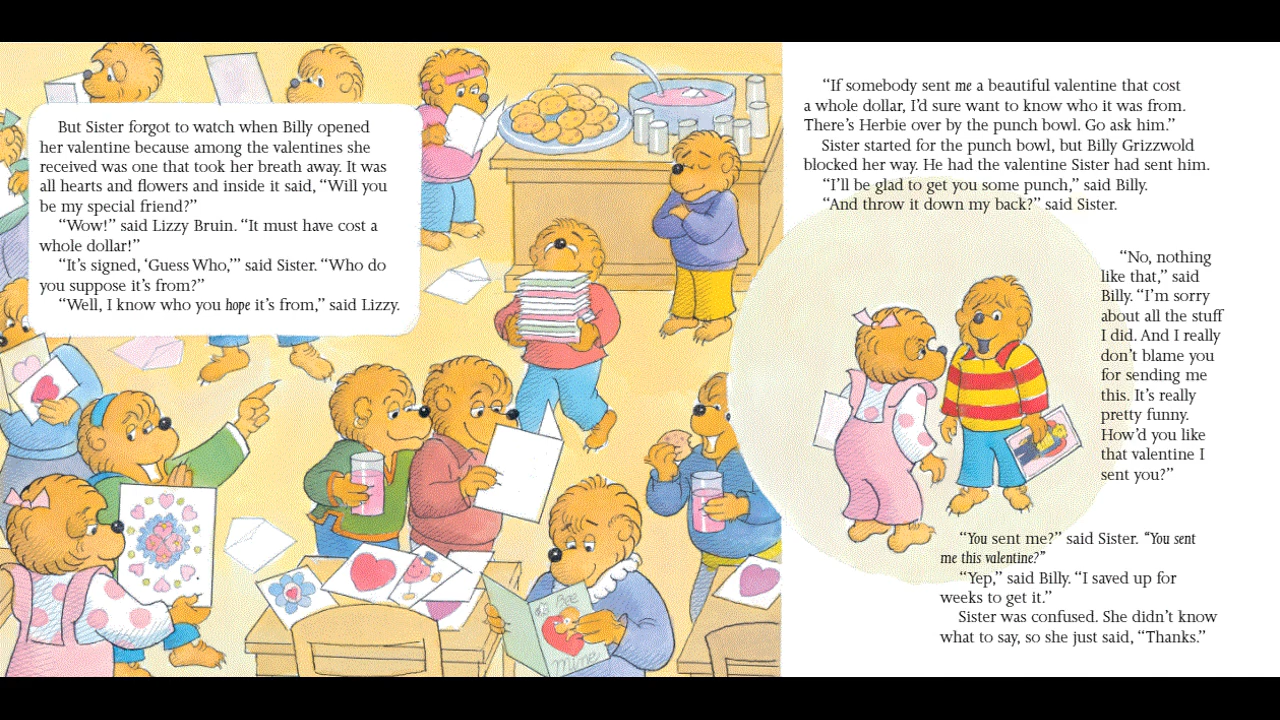 But Sister forgot to watch when Billy opened
her valentine because among the valentines she
received was one that took her breath away. It was
all hearts and flowers and inside it said, “Will you
be my special friend?”
“Wow!” said Lizzy Bruin. “It must have cost a
whole dollar!”
“It’s signed, ‘Guess Who,’” said Sister. “Who do
you suppose it’s from?”
“Well, I know who you hope it’s from,” said Lizzy.
Bee
Mine
“If somebody sent me a beautiful valentine that cost
a whole dollar, I’d sure want to know who it was from.
There’s Herbie over by the punch bowl. Go ask him.”
Sister started for the punch bowl, but Billy Grizzwold
blocked her way. He had the valentine Sister had sent him.
“I’ll be glad to get you some punch,” said Billy.
“And throw it down my back?” said Sister.
“No, nothing
like that,” said
Billy. “I’m sorry
about all the stuff
I did. And I really
don’t blame you
for sending me
this. It’s really
pretty funny.
How’d you like
that valentine I
sent you?”
“You sent me?” said Sister. “You sent
me this valentine?”
“Yep,” said Billy. “I saved up for
weeks to get it.”
Sister was confused. She didn’t know
what to say, so she just said, “Thanks.”